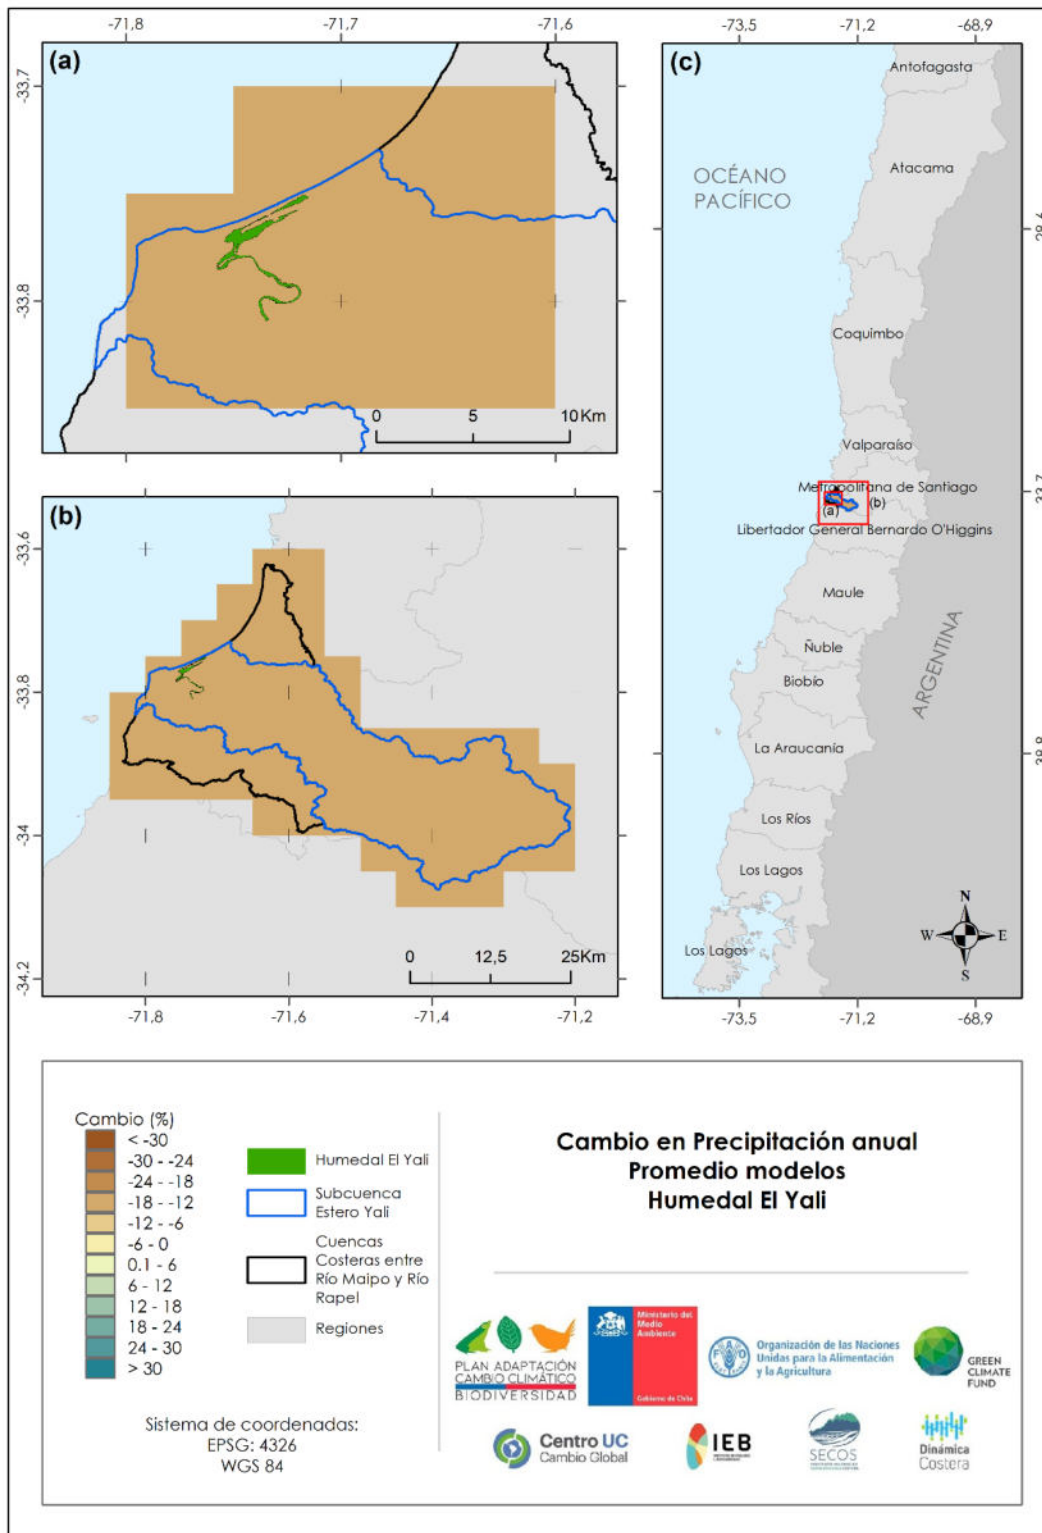 -71,8
-71,7
-71,6
-73,5
-71,2
-68,9
(a)
-33,7
-33,8
0
5
10 Km
(b)
-33,6
-33,8
-34
-34,2
0
12,5
25 Km
-71,8
-71,6
-71,4
-71,2
(c)
Antofagasta
OCÉANO
PACÍFICO
Atacama
Coquimbo
Valparaíso
Metropolitana de Santiago
(a)
(b)
Libertador General Bernardo O'Higgins
Maule
Ñuble
Biobío
ARGENTINA
La Araucanía
Los Ríos
Los Lagos
Los Lagos
N
W
E
S
-73,5
-71,2
-68,9
Cambio (%)
< -30
-30 - -24
-24 - -18
-18 - -12
-12 - -6
-6 - 0
0.1 - 6
6 - 12
12 - 18
18 - 24
24 - 30
> 30
Humedal El Yali
Subcuenca
Estero Yali
Cuencas
Costeras entre
Río Maipo y Río
Rapel
Regiones
Sistema de coordenadas:
EPSG: 4326
WGS 84
Cambio en Precipitación anual
Promedio modelos
Humedal El Yali
PLAN ADAPTACIÓN
CAMBIO CLIMÁTICO
BIODIVERSIDAD
Ministerio del
Medio
Ambiente
Gobierno de Chile
FAO
Organización de las Naciones
Unidas para la Alimentación
y la Agricultura
GREEN
CLIMATE
FUND
Centro UC
Cambio Global
IEB
SECOS
Dinámica
Costera